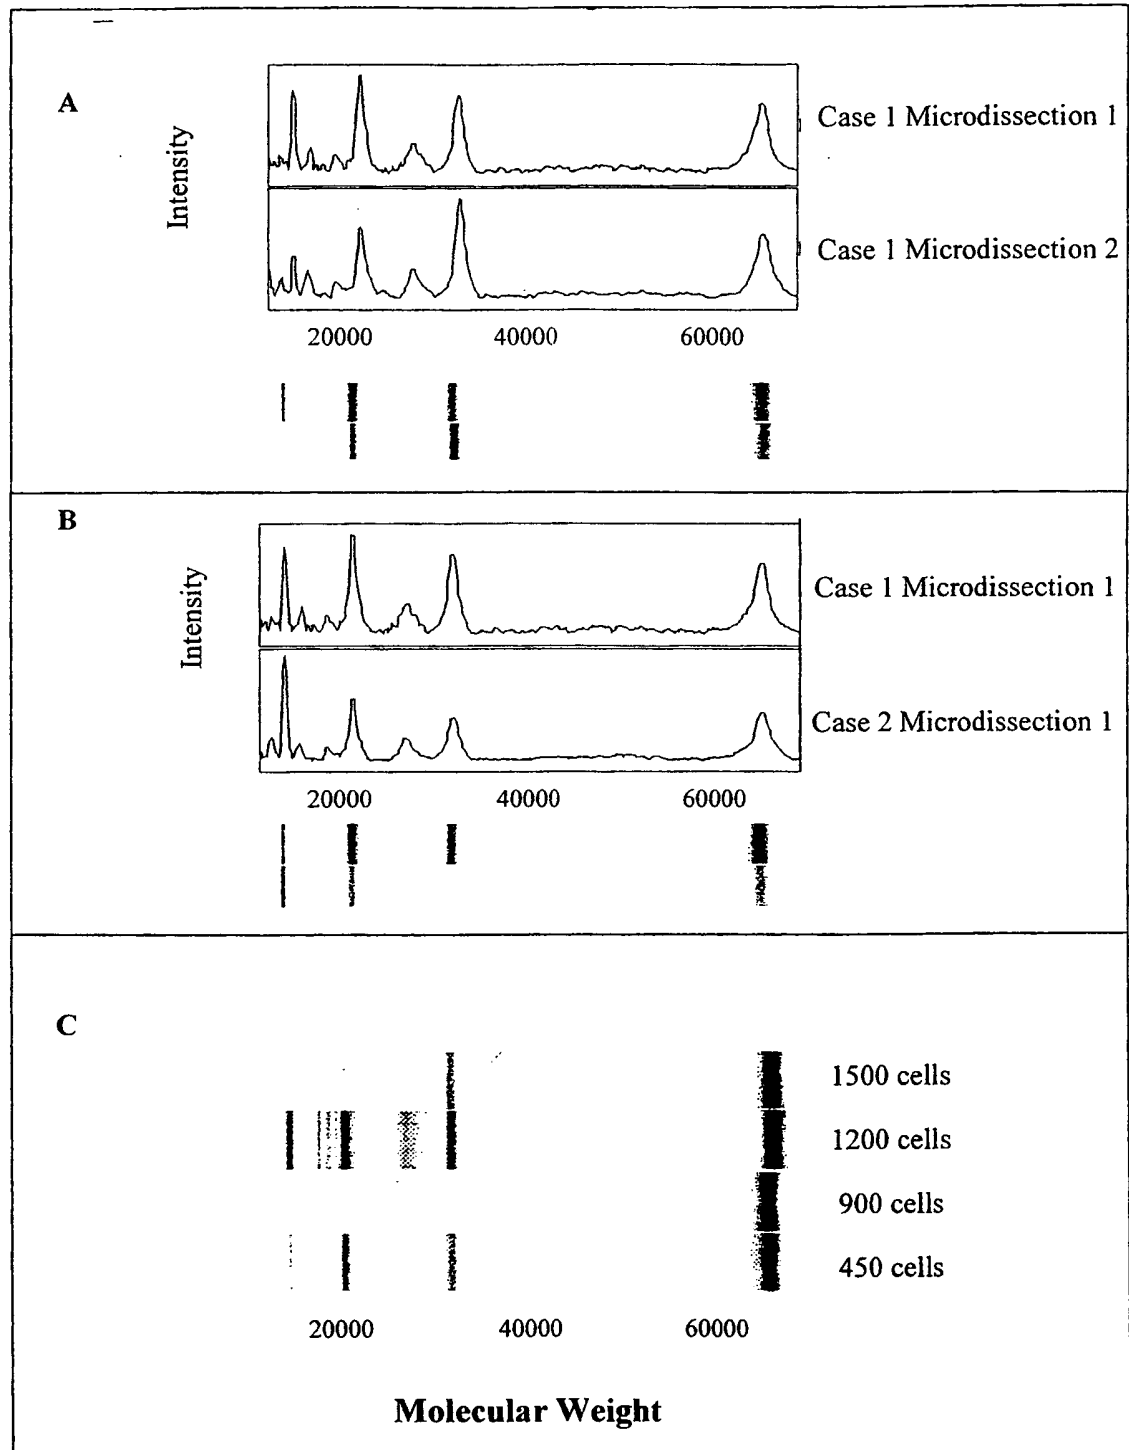 A
Intensity
Case 1 Microdissection 1
Case 1 Microdissection 2
20000 40000 60000
B
Intensity
Case 1 Microdissection 1
Case 2 Microdissection 1
20000 40000 60000
C
1500 cells
1200 cells
900 cells
450 cells
20000 40000 60000
Molecular Weight